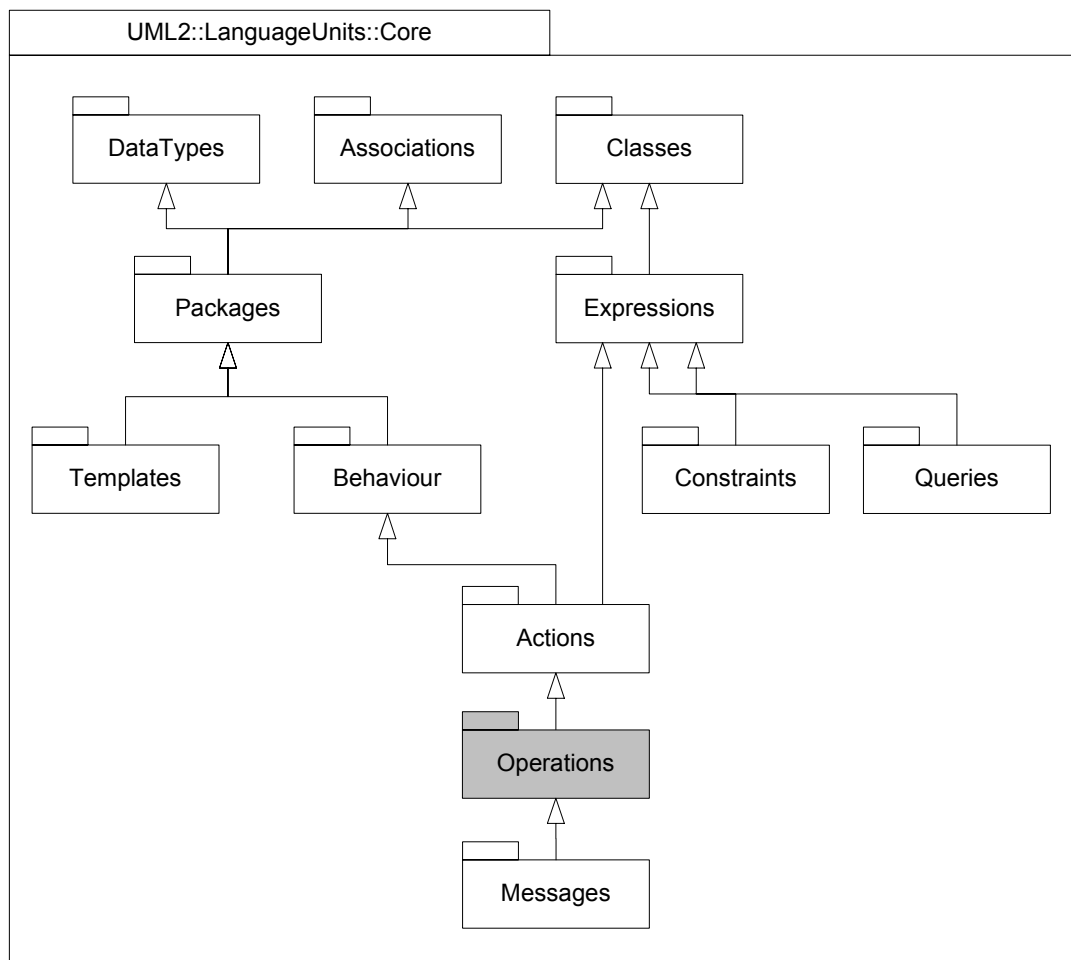 UML2::LanguageUnits::Core
DataTypes
Associations
Classes
Packages
Expressions
Templates
Behaviour
Constraints
Queries
Actions
Operations
Messages